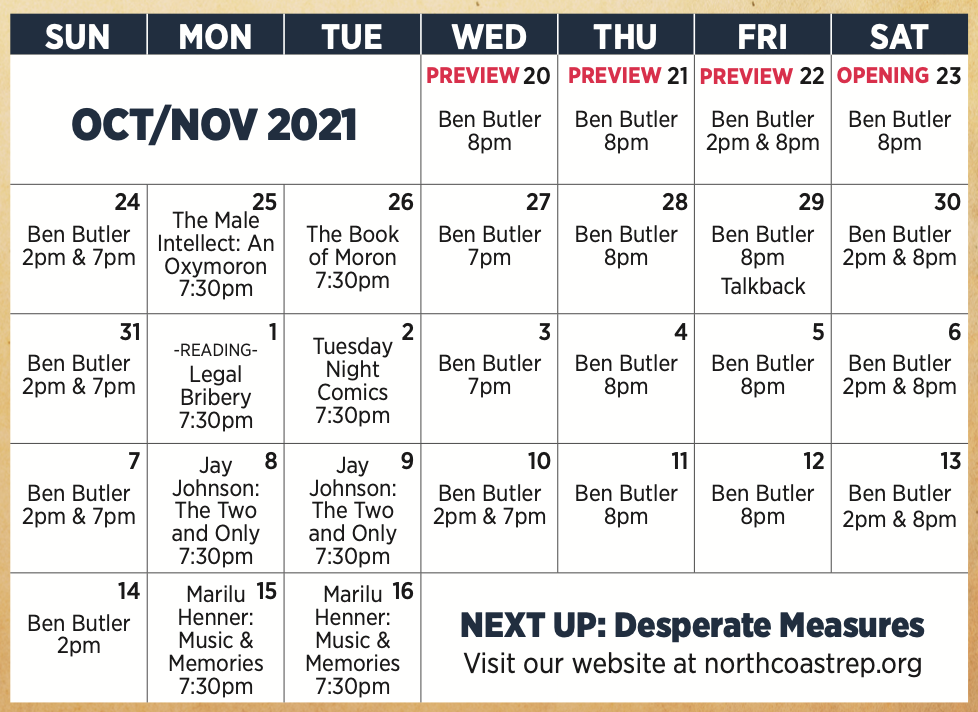 SUN MON TUE WED THU FRI SAT
OCT/NOV 2021
PREVIEW 20
Ben Butler
8pm
PREVIEW 21
Ben Butler
8pm
PREVIEW 22
Ben Butler
2pm & 8pm
OPENING 23
Ben Butler
8pm
24
Ben Butler
2pm & 7pm
25
The Male
Intellect: An
Oxymoron
7:30pm
26
The Book
of Moron
7:30pm
27
Ben Butler
7pm
28
Ben Butler
8pm
29
Ben Butler
8pm
Talkback
30
Ben Butler
2pm & 8pm
31
Ben Butler
2pm & 7pm
1
-READING-
Legal
Bribery
7:30pm
2
Tuesday
Night
Comics
7:30pm
3
Ben Butler
7pm
4
Ben Butler
8pm
5
Ben Butler
8pm
6
Ben Butler
2pm & 8pm
7
Ben Butler
2pm & 7pm
Jay 8
Johnson:
The Two
and Only
7:30pm
Jay 9
Johnson:
The Two
and Only
7:30pm
10
Ben Butler
2pm & 7pm
11
Ben Butler
8pm
12
Ben Butler
8pm
13
Ben Butler
2pm & 8pm
14
Ben Butler
2pm
Marilu 15
Henner:
Music &
Memories
7:30pm
Marilu 16
Henner:
Music &
Memories
7:30pm
NEXT UP: Desperate Measures
Visit our website at northcoastrep.org